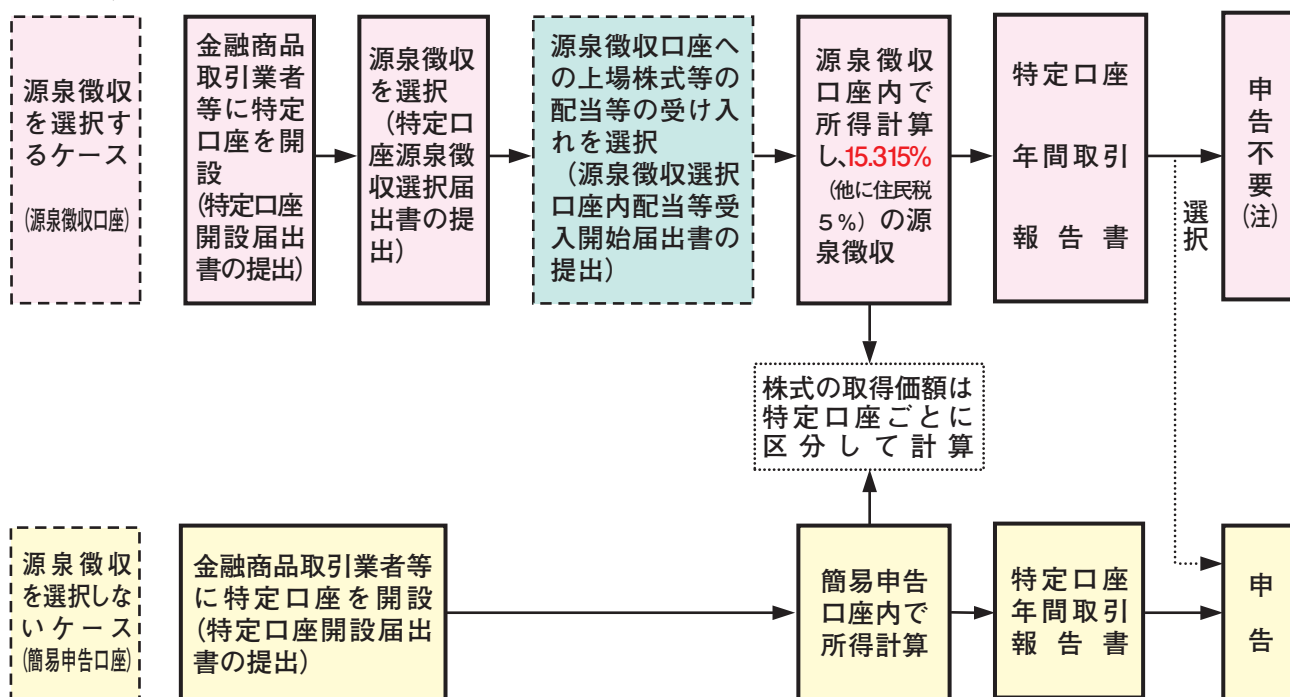 源泉徴収
を選択す
るケース
(源泉徴収口座)
金融商品
取引業者
等に特定
口座を開
設
(特定口座
開設届出
書の提出)
源泉徴収
を選択
（特定口
座源泉徴
収選択届
出書の提
出）
源泉徴収口座へ
の上場株式等の
配当等の受け入
れを選択
（源泉徴収選択
口座内配当等受
入開始届出書の
提出）
源泉徴収
口座内で
所得計算
し、15.315%
(他に住民税
5%) の源
泉徴収
特定口座
年間取引
報告書
選択
申告不要(注)
株式の取得価額は
特定口座ごとに
区分して計算
源泉徴収
を選択しな
いケース
(簡易申告口座)
金融商品取引業者等
に特定口座を開設
(特定口座開設届出
書の提出)
簡易申告
口座内で
所得計算
特定口座
年間取引
報告書
申告